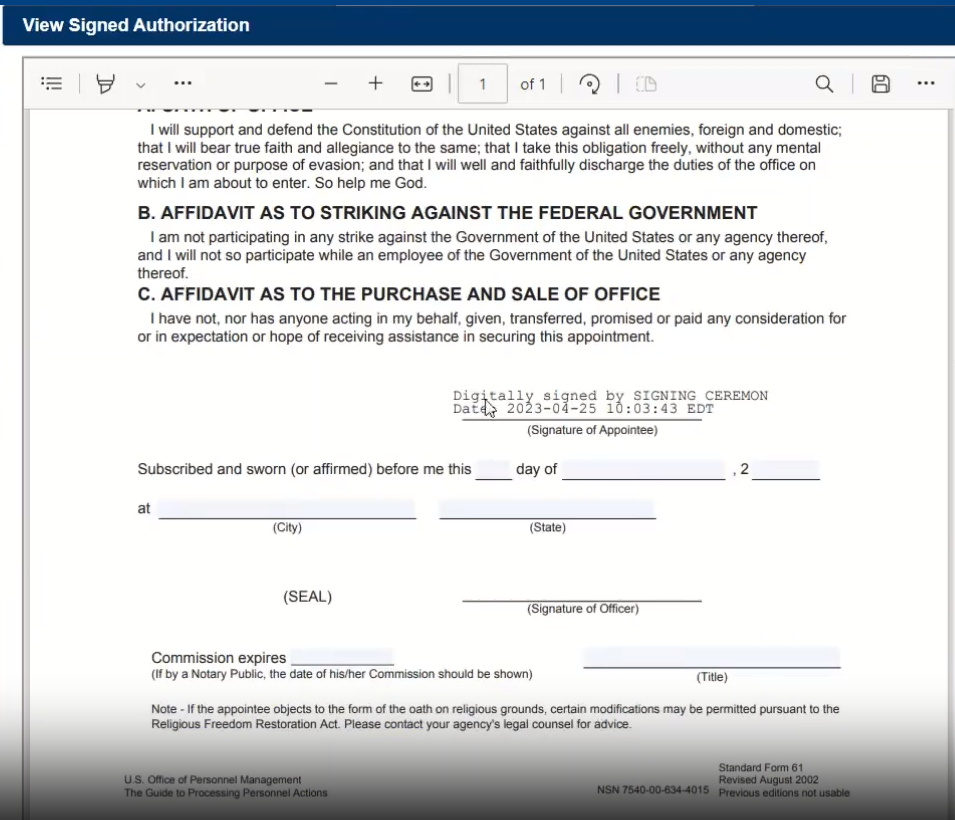 View Signed Authorization
1 of 1
I will support and defend the Constitution of the United States against all enemies, foreign and domestic;
that I will bear true faith and allegiance to the same; that I take this obligation freely, without any mental
reservation or purpose of evasion; and that I will well and faithfully discharge the duties of the office on
which I am about to enter. So help me God.
B. AFFIDAVIT AS TO STRIKING AGAINST THE FEDERAL GOVERNMENT
I am not participating in any strike against the Government of the United States or any agency thereof,
and I will not so participate while an employee of the Government of the United States or any agency
thereof.
C. AFFIDAVIT AS TO THE PURCHASE AND SALE OF OFFICE
I have not, nor has anyone acting in my behalf, given, transferred, promised or paid any consideration for
or in expectation or hope of receiving assistance in securing this appointment.
Digitally signed by SIGNING CEREMON
Date: 2023-04-25 10:03:43 EDT
(Signature of Appointee)
Subscribed and sworn (or affirmed) before me this day of , 2
at
(City) (State)
(SEAL)
(Signature of Officer)
Commission expires
(If by a Notary Public, the date of his/her Commission should be shown) (Title)
Note - If the appointee objects to the form of the oath on religious grounds, certain modifications may be permitted pursuant to the
Religious Freedom Restoration Act. Please contact your agency's legal counsel for advice.
U.S. Office of Personnel Management
The Guide to Processing Personnel Actions
NSN 7540-00-634-4015
Standard Form 61
Revised August 2002
Previous editions not usable